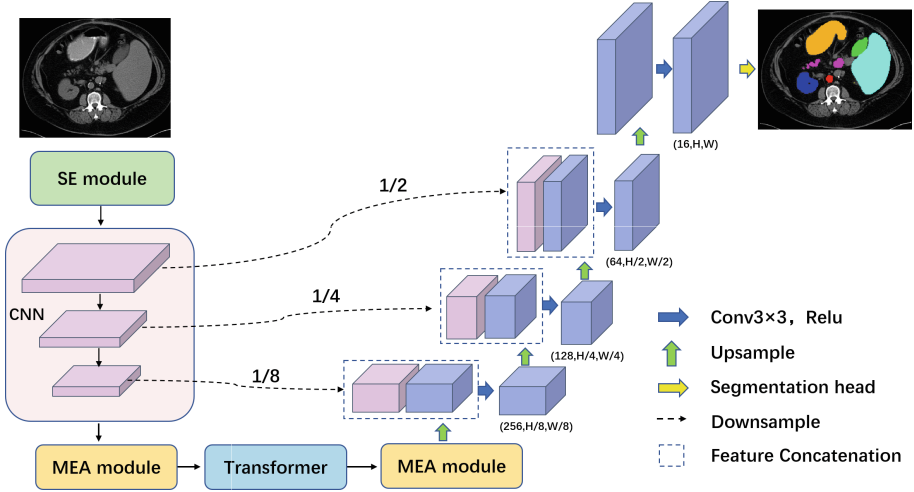 SE module
CNN
MEA module
Transformer
MEA module
1/2
1/4
1/8
(256,H/8,W/8)
(128,H/4,W/4)
(64,H/2,W/2)
(16,H,W)
Conv3×3, Relu
Upsample
Segmentation head
Downsample
Feature Concatenation